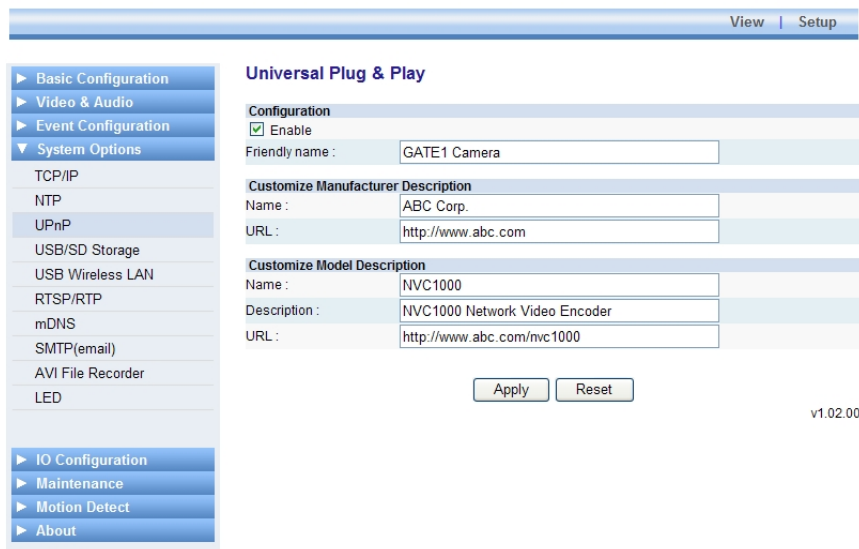 View | Setup
Basic Configuration
Video & Audio
Event Configuration
System Options
TCP/IP
NTP
UPnP
USB/SD Storage
USB Wireless LAN
RTSP/RTP
mDNS
SMTP(email)
AVI File Recorder
LED
IO Configuration
Maintenance
Motion Detect
About
Universal Plug & Play
Configuration
Enable
Friendly name : GATE1 Camera
Customize Manufacturer Description
Name : ABC Corp.
URL : http://www.abc.com
Customize Model Description
Name : NVC1000
Description : NVC1000 Network Video Encoder
URL : http://www.abc.com/nvc1000
Apply Reset
v1.02.00